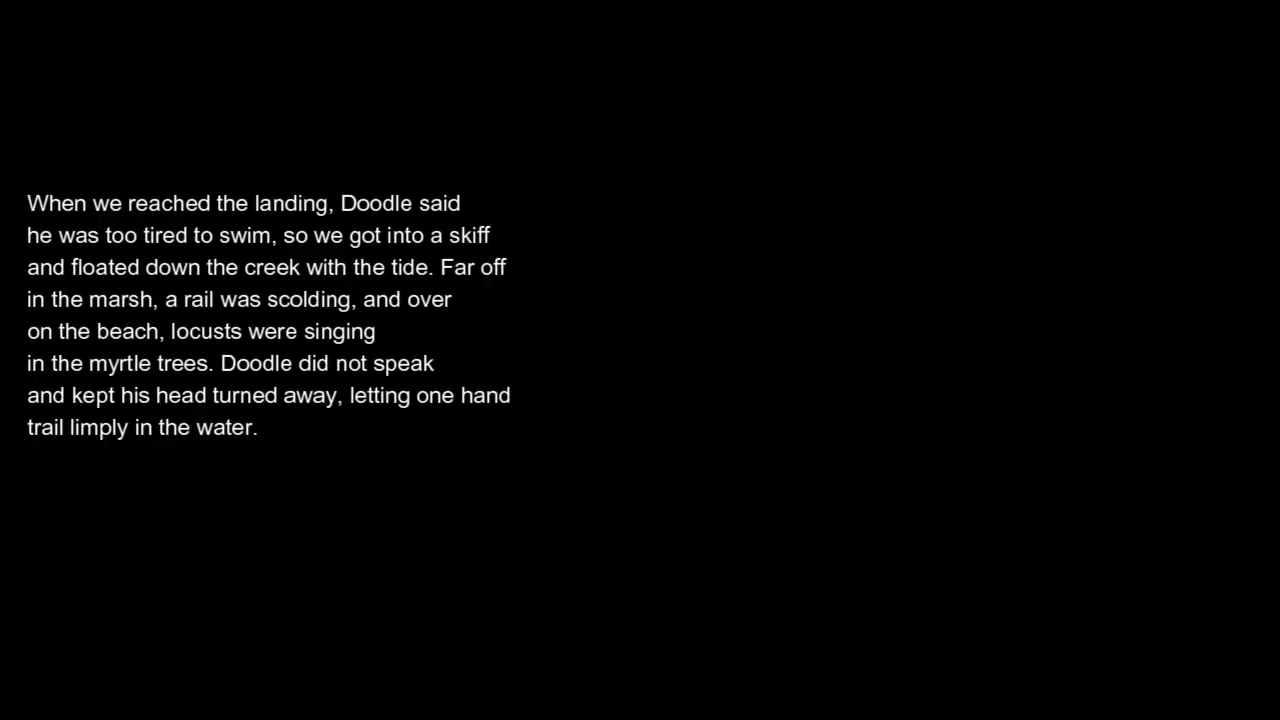 When we reached the landing, Doodle said
he was too tired to swim, so we got into a skiff
and floated down the creek with the tide. Far off
in the marsh, a rail was scolding, and over
on the beach, locusts were singing
in the myrtle trees. Doodle did not speak
and kept his head turned away, letting one hand
trail limply in the water.